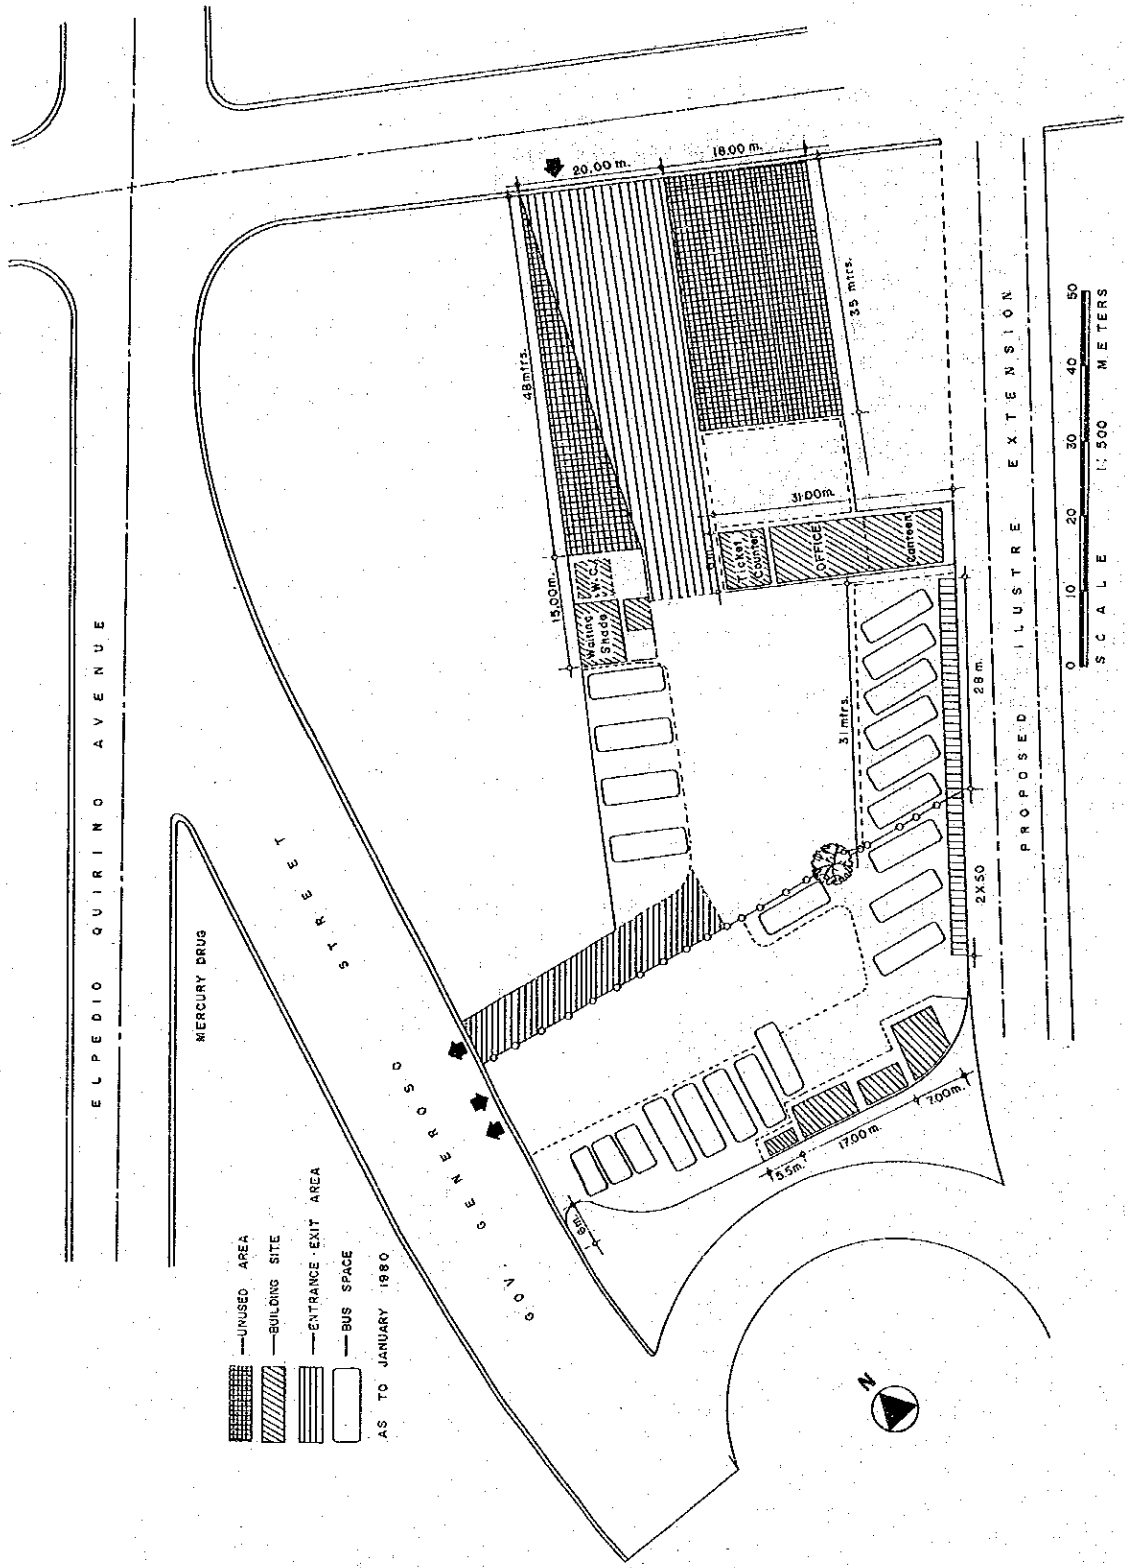 ELPEDIO QUIRINO AVENUE
MERCURY DRUG
GOV. GENEROSO STREET
20.00 m.
18.00 m.
48 mtrs.
35 mtrs.
15.00 m.
31.00 m.
W.C.
Waiting
Shade
Ticket
Counter
OFFICE
Canteen
31 mtrs.
28 m.
2X50
5.5 m.
17.00 m.
7.00 m.
6 m.
PROPOSED ILUSTRE EXTENSION
0 10 20 30 40 50
SCALE 1:500 METERS
—UNUSED AREA
—BUILDING SITE
—ENTRANCE-EXIT AREA
—BUS SPACE
AS TO JANUARY 1980
N